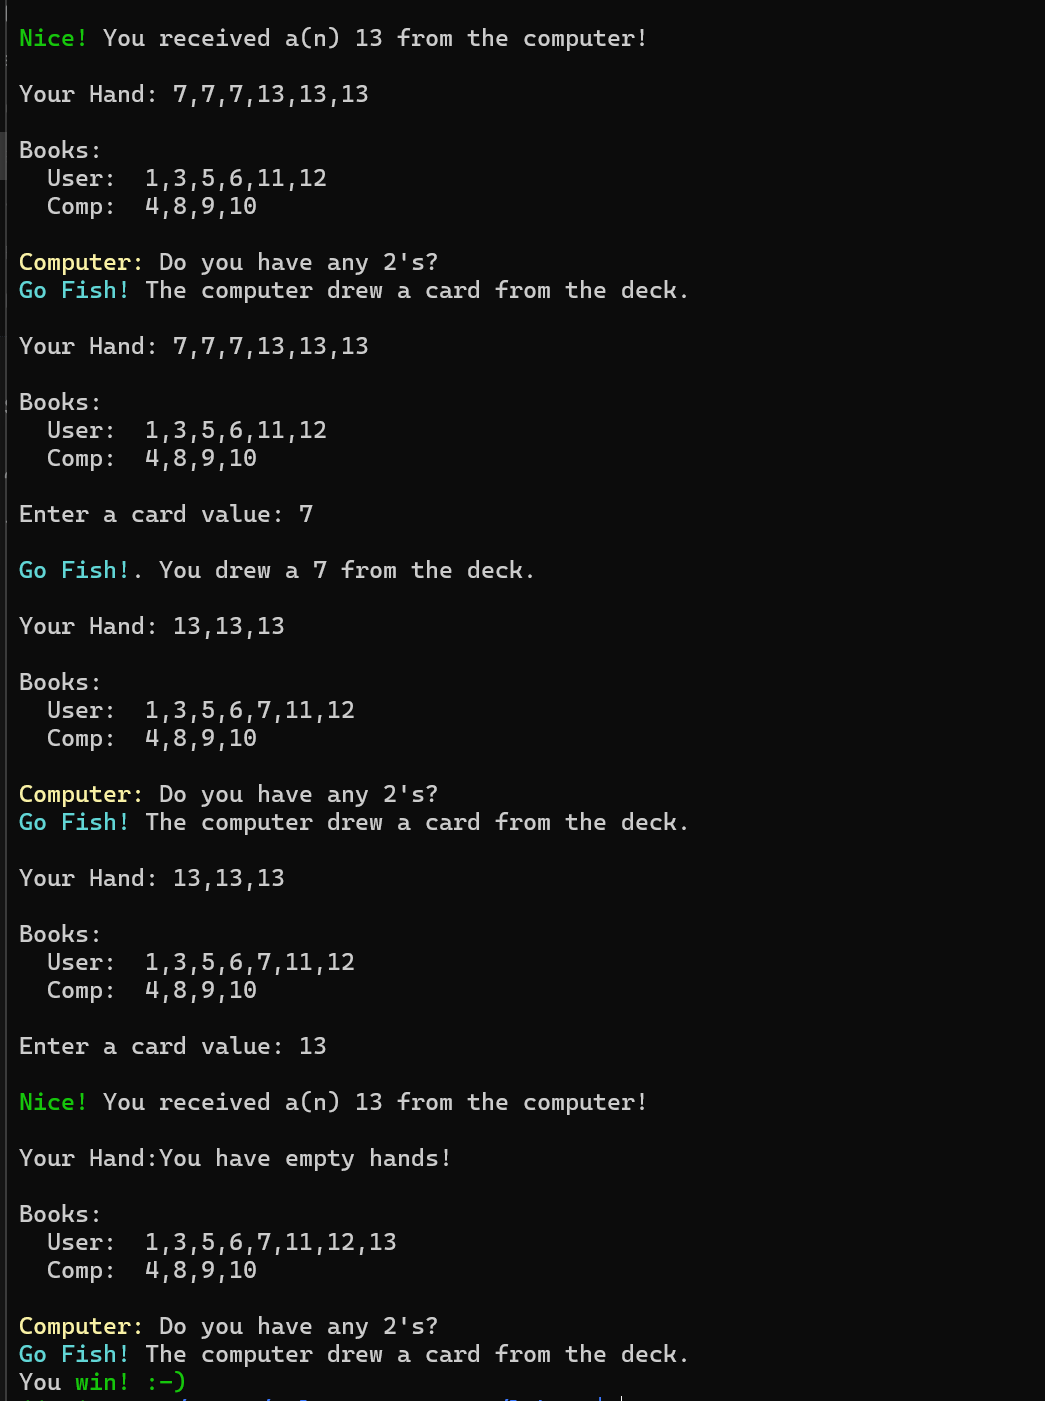 Nice! You received a(n) 13 from the computer!
Your Hand: 7,7,7,13,13,13
Books:
User: 1,3,5,6,11,12
Comp: 4,8,9,10
Computer: Do you have any 2's?
Go Fish! The computer drew a card from the deck.
Your Hand: 7,7,7,13,13,13
Books:
User: 1,3,5,6,11,12
Comp: 4,8,9,10
Enter a card value: 7
Go Fish!. You drew a 7 from the deck.
Your Hand: 13,13,13
Books:
User: 1,3,5,6,7,11,12
Comp: 4,8,9,10
Computer: Do you have any 2's?
Go Fish! The computer drew a card from the deck.
Your Hand: 13,13,13
Books:
User: 1,3,5,6,7,11,12
Comp: 4,8,9,10
Enter a card value: 13
Nice! You received a(n) 13 from the computer!
Your Hand:You have empty hands!
Books:
User: 1,3,5,6,7,11,12,13
Comp: 4,8,9,10
Computer: Do you have any 2's?
Go Fish! The computer drew a card from the deck.
You win! :-)